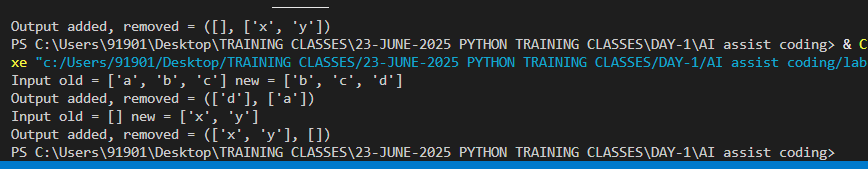 Output added, removed = ([], ['x', 'y'])
PS C:\Users\91901\Desktop\TRAINING CLASSES\23-JUNE-2025 PYTHON TRAINING CLASSES\DAY-1\AI assist coding> & C
xe "c:/Users/91901/Desktop/TRAINING CLASSES/23-JUNE-2025 PYTHON TRAINING CLASSES/DAY-1/AI assist coding/lab
Input old = ['a', 'b', 'c'] new = ['b', 'c', 'd']
Output added, removed = (['d'], ['a'])
Input old = [] new = ['x', 'y']
Output added, removed = (['x', 'y'], [])
PS C:\Users\91901\Desktop\TRAINING CLASSES\23-JUNE-2025 PYTHON TRAINING CLASSES\DAY-1\AI assist coding>